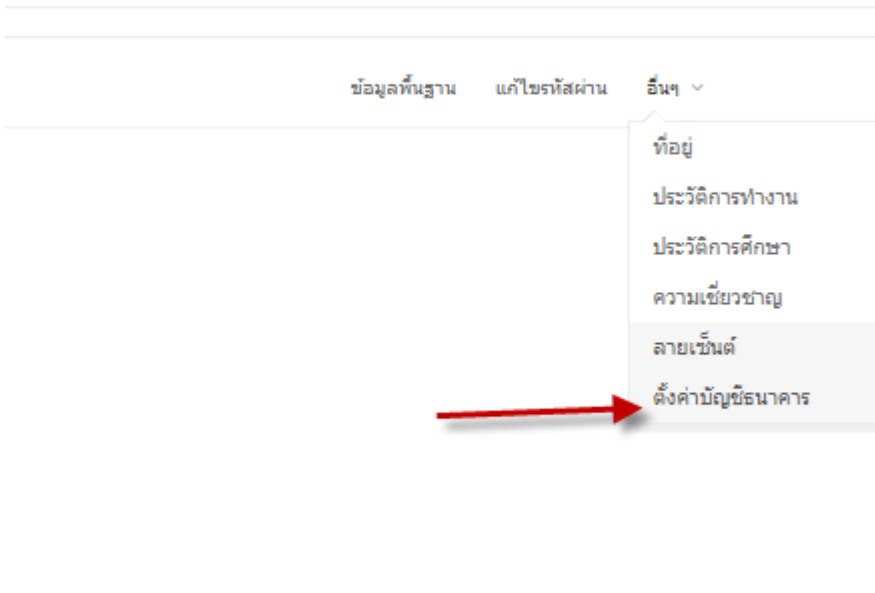 ข้อมูลพื้นฐาน แก้ไขรหัสผ่าน อื่นๆ
ที่อยู่
ประวัติการทำงาน
ประวัติการศึกษา
ความเชี่ยวชาญ
ลายเซ็นต์
ตั้งค่าบัญชีธนาคาร